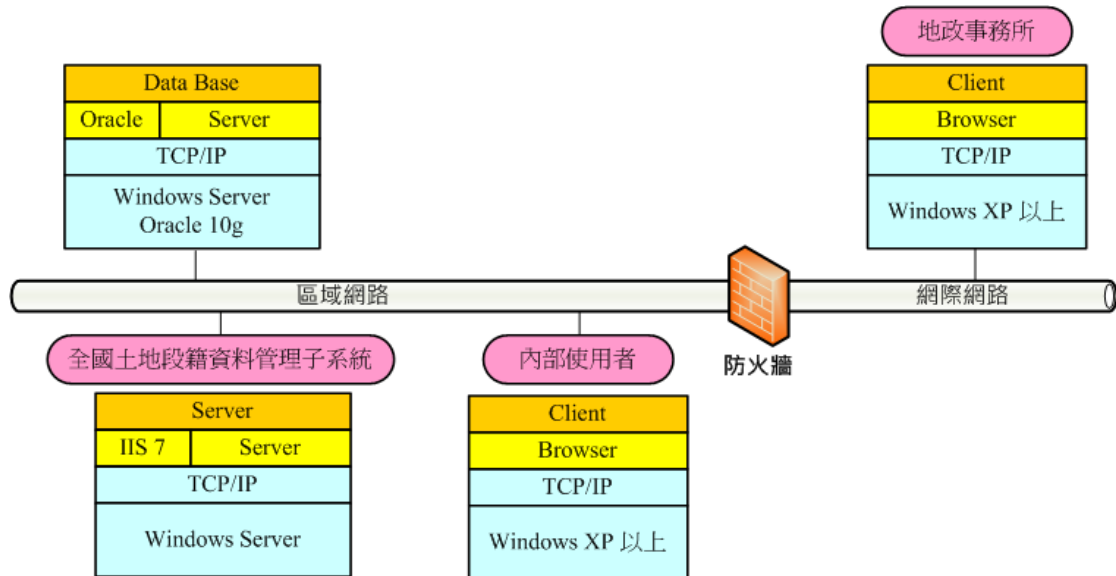 地政事務所
Data Base
Oracle
Server
TCP/IP
Windows Server
Oracle 10g
Client
Browser
TCP/IP
Windows XP 以上
區域網路
網際網路
防火牆
全國土地段籍資料管理子系統
Server
IIS 7
Server
TCP/IP
Windows Server
內部使用者
Client
Browser
TCP/IP
Windows XP 以上